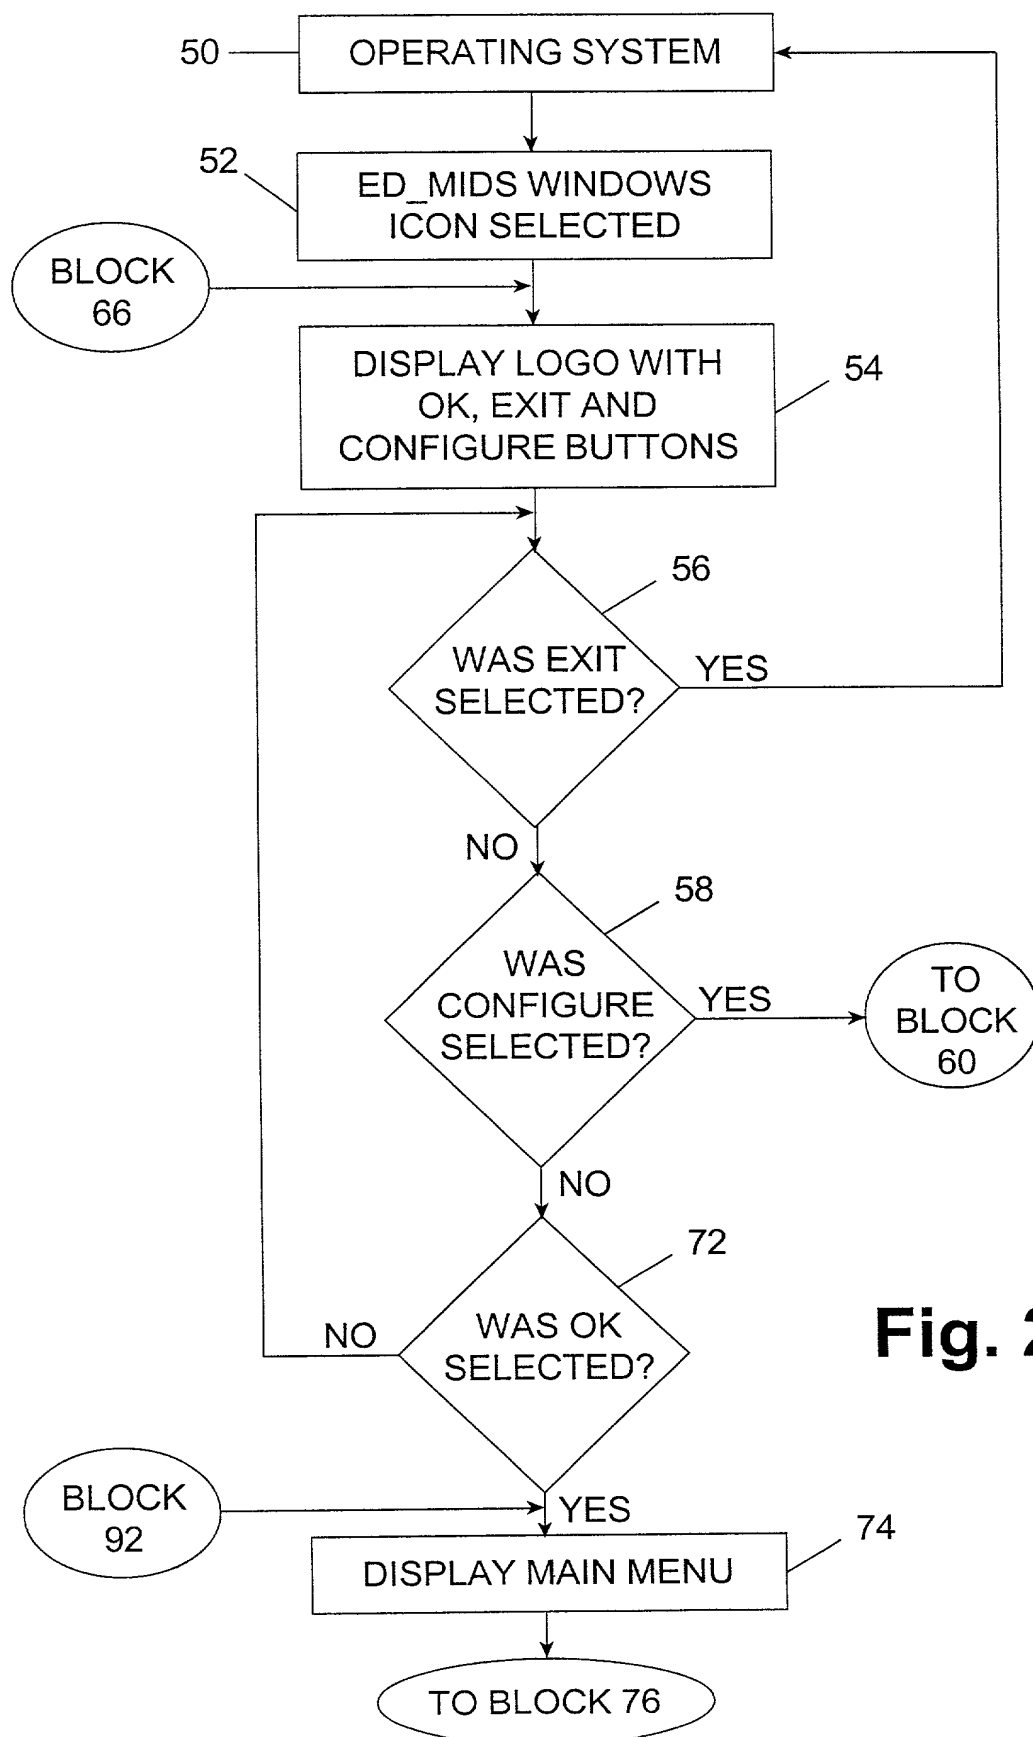 50
OPERATING SYSTEM
52
ED_MIDS WINDOWS
ICON SELECTED
BLOCK
66
DISPLAY LOGO WITH
OK, EXIT AND
CONFIGURE BUTTONS
54
56
WAS EXIT
SELECTED?
YES
NO
58
WAS
CONFIGURE
SELECTED?
YES
TO
BLOCK
60
NO
72
WAS OK
SELECTED?
NO
Fig. 2
BLOCK
92
YES
74
DISPLAY MAIN MENU
TO BLOCK 76